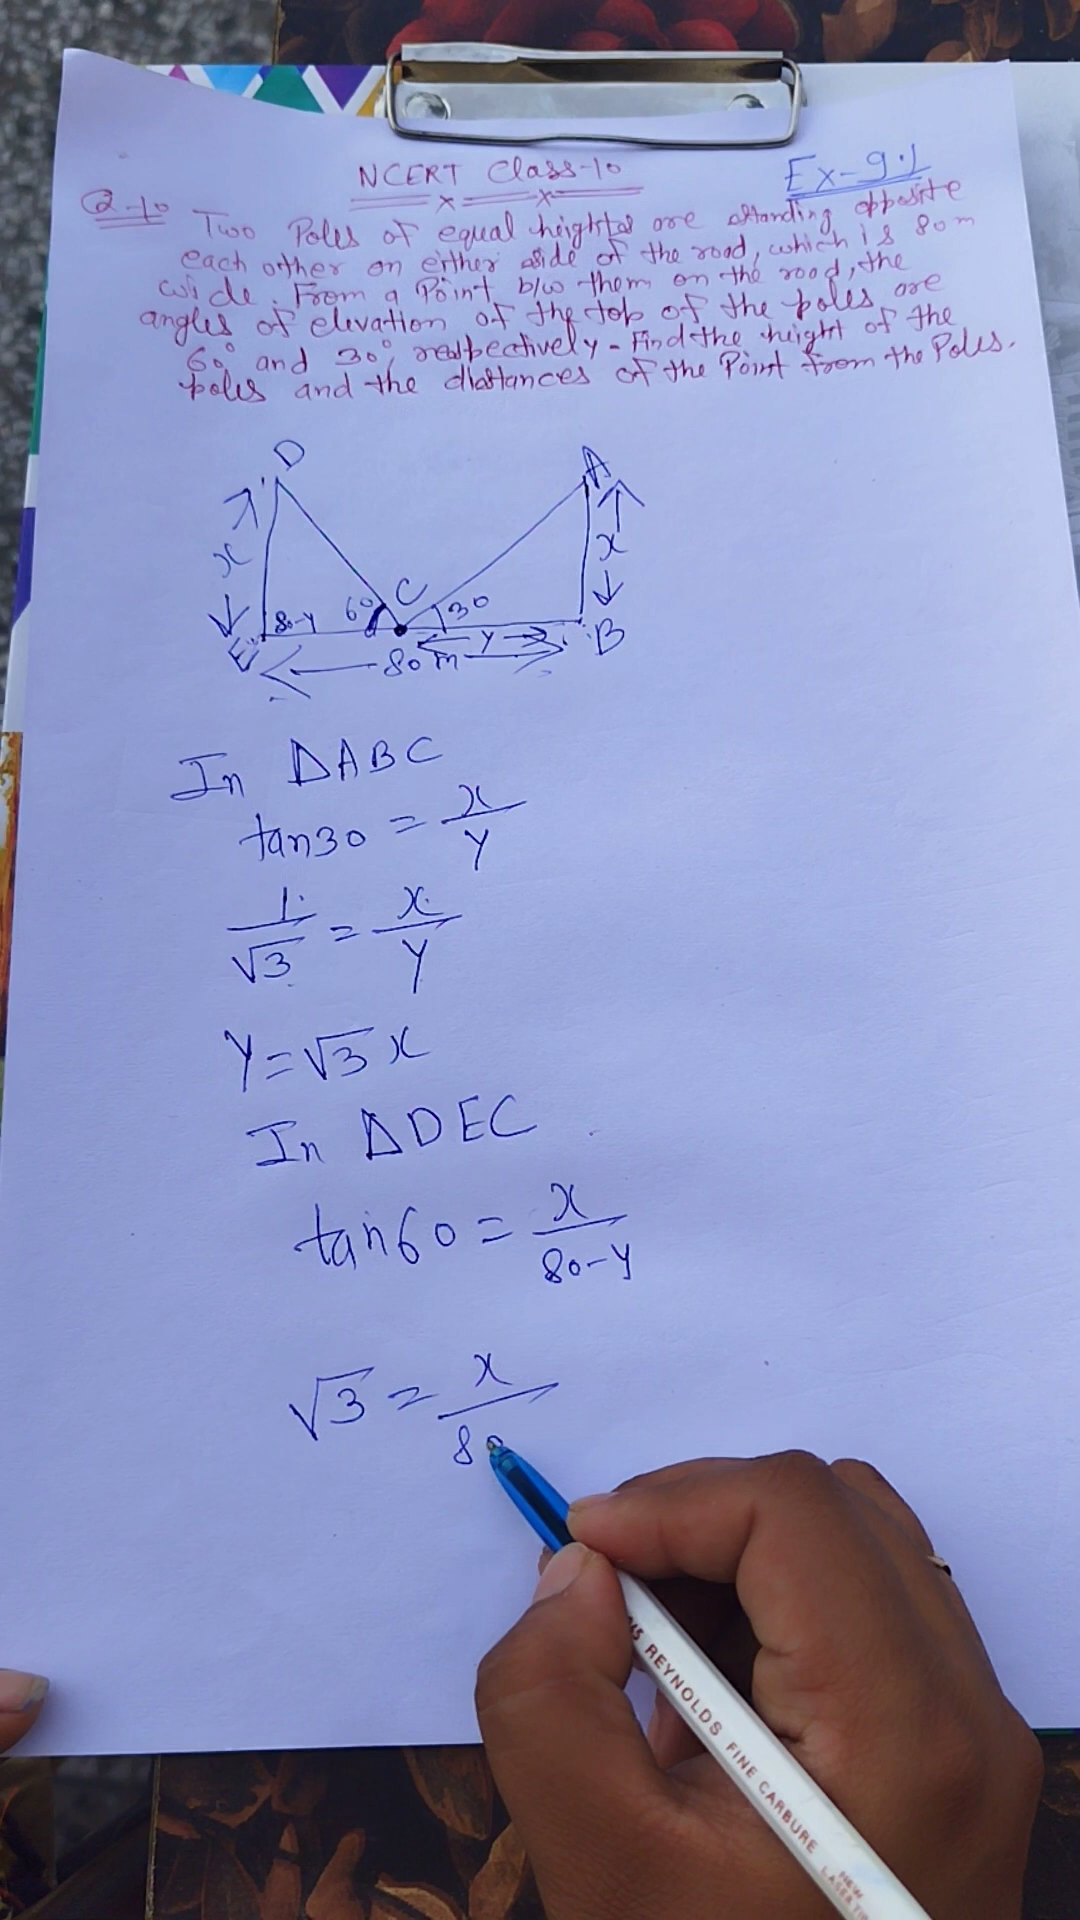 NCERT Class-10
Ex-9.1
Q-10 Two Poles of equal heights are standing opposite
each other on either side of the road, which is 80m
wide. From a Point b/w them on the road, the
angles of elevation of the top of the poles are
60° and 30°, respectively. Find the height of the
poles and the distances of the Point from the Poles.
D
A
x
x
C
80-Y
60
30
E
Y
B
80m
In ΔABC
tan30 = x/Y
1/√3 = x/Y
Y=√3x
In ΔDEC
tan60 = x/80-Y
√3 = x/80
045 REYNOLDS FINE CARBURE